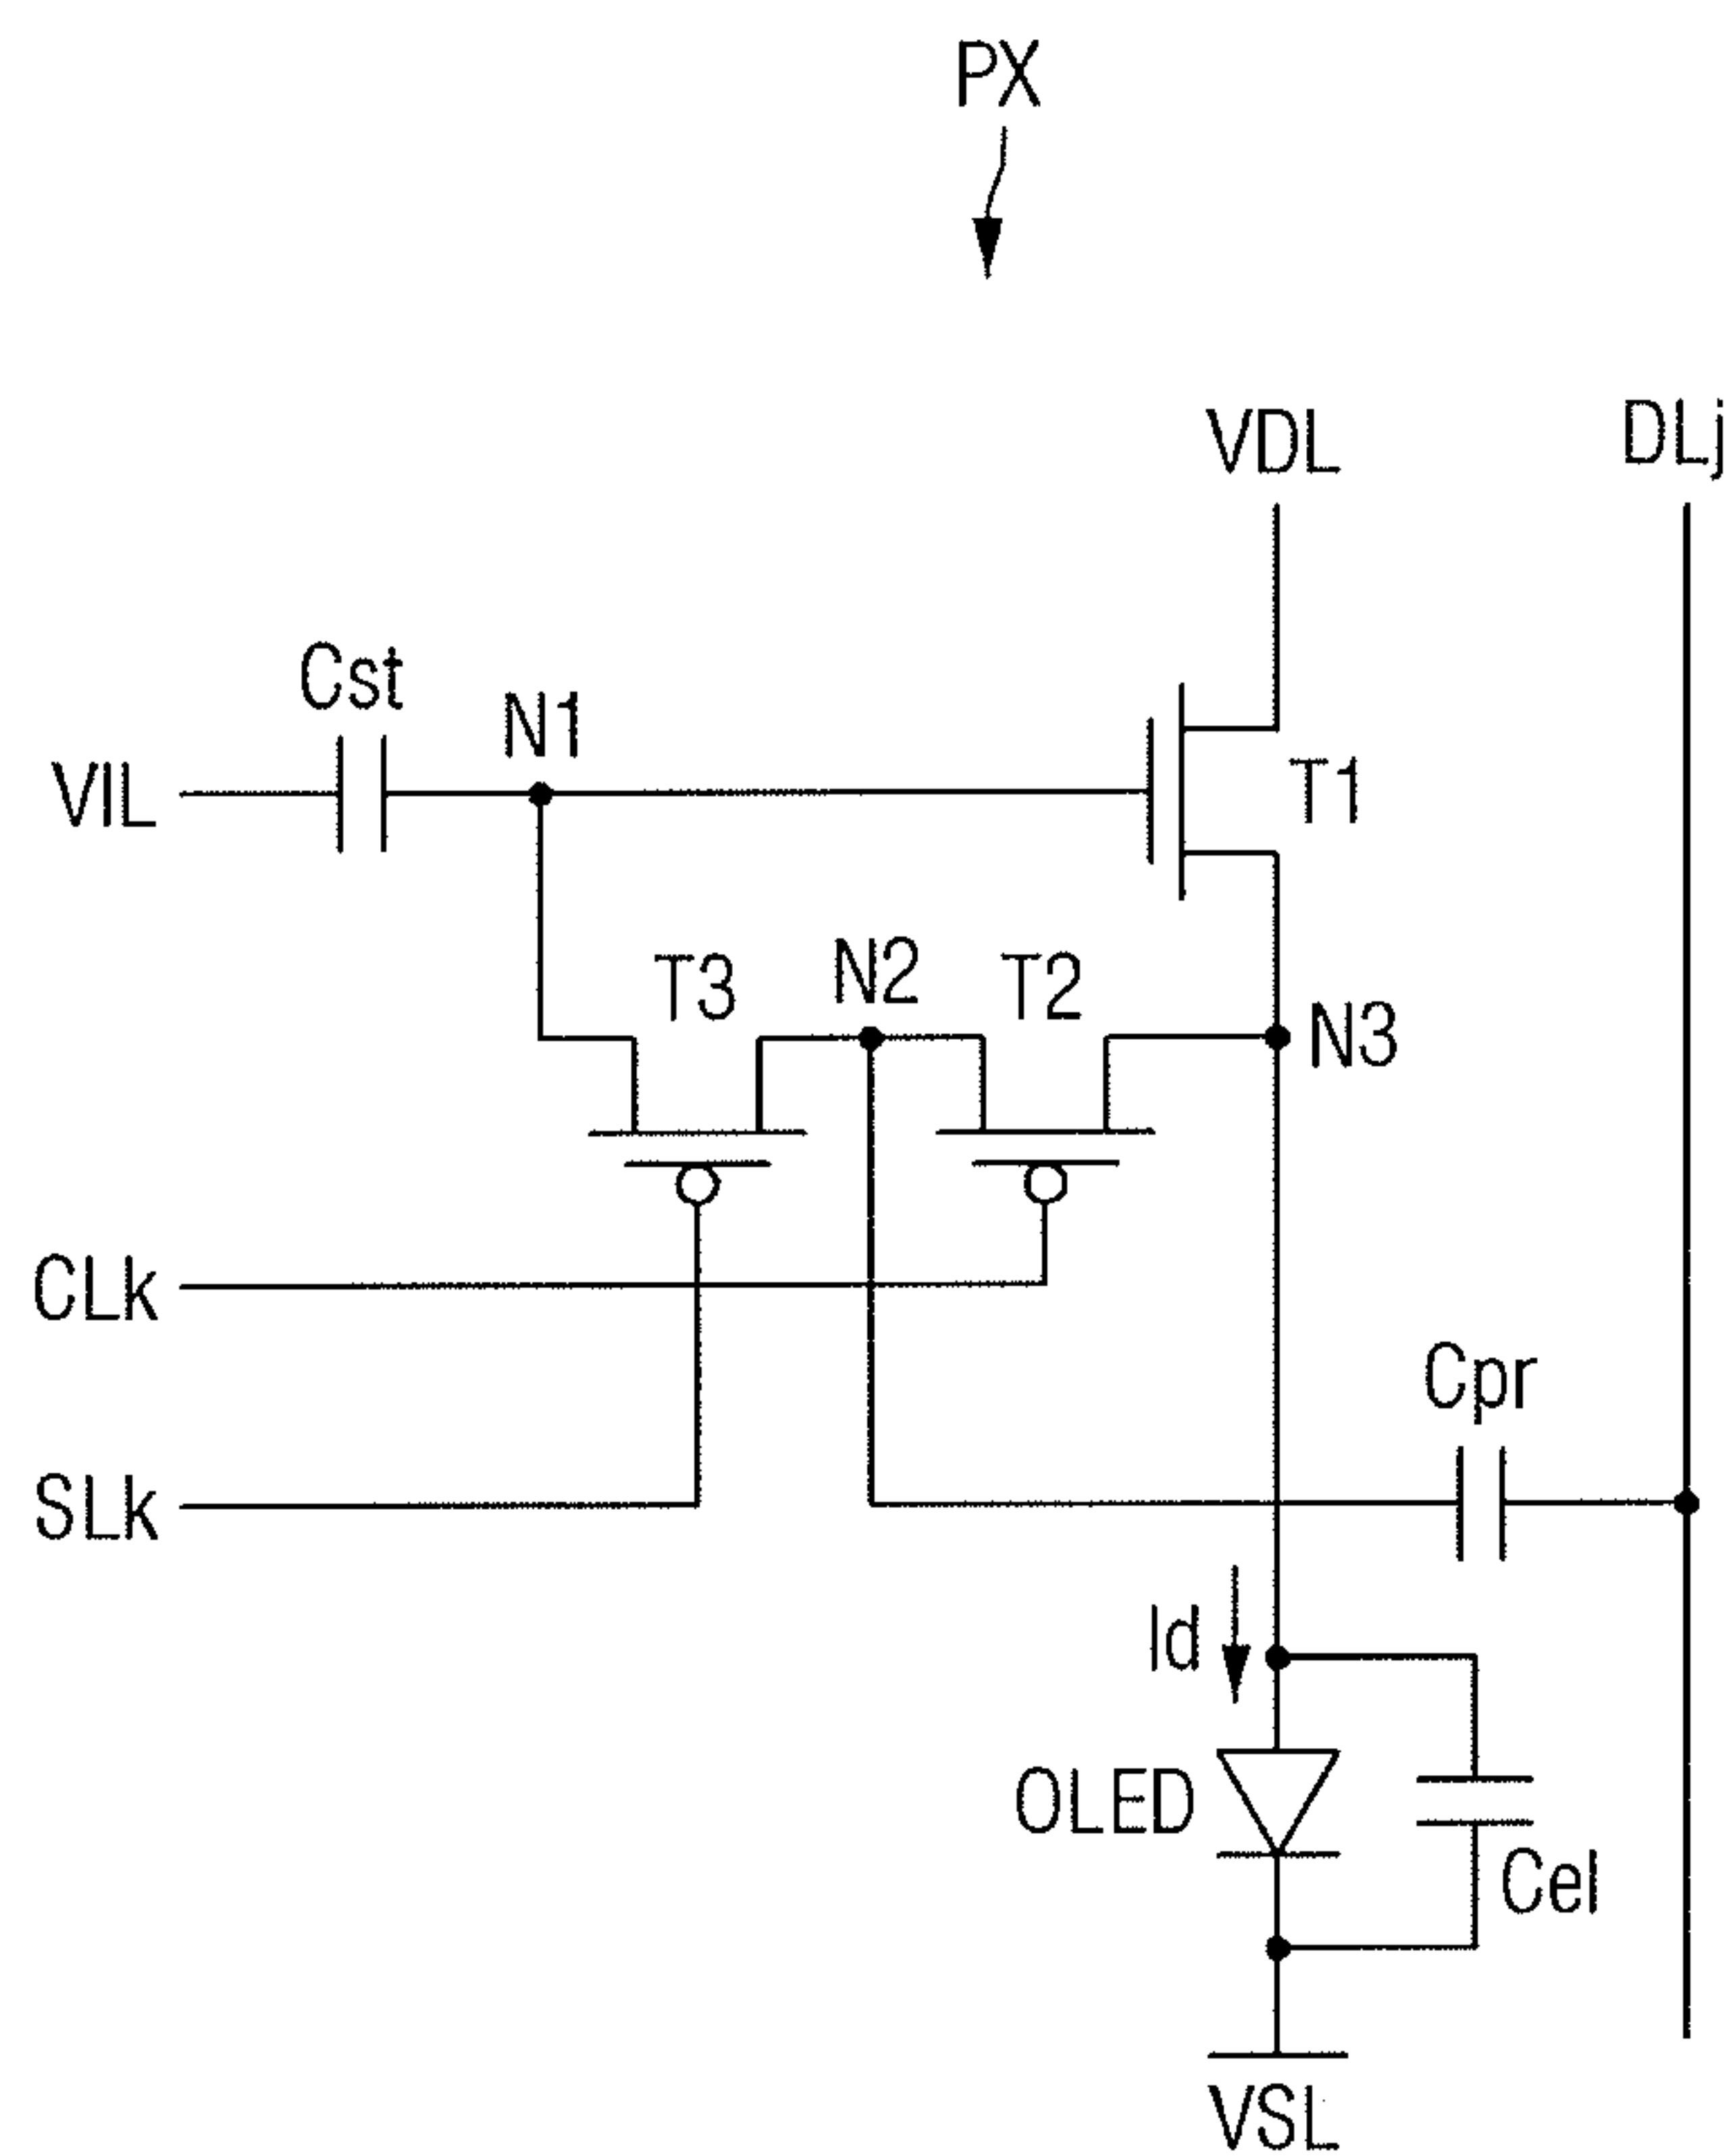 PX
VDL
DLj
Cst
N1
VIL
T1
T3
N2
T2
N3
CLk
Cpr
SLk
Id
OLED
Cel
VSL